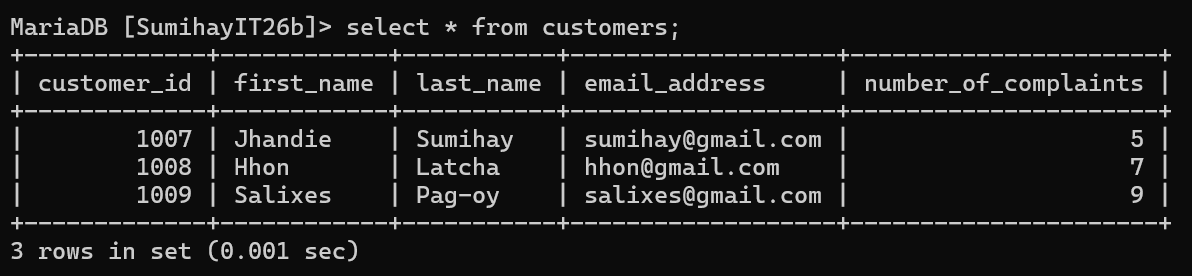 MariaDB [SumihayIT26b]> select * from customers;
+-------------+------------+-----------+-------------------+----------------------+
| customer_id | first_name | last_name | email_address     | number_of_complaints |
+-------------+------------+-----------+-------------------+----------------------+
|        1007 | Jhandie    | Sumihay   | sumihay@gmail.com |                    5 |
|        1008 | Hhon       | Latcha    | hhon@gmail.com    |                    7 |
|        1009 | Salixes    | Pag-oy    | salixes@gmail.com |                    9 |
+-------------+------------+-----------+-------------------+----------------------+
3 rows in set (0.001 sec)